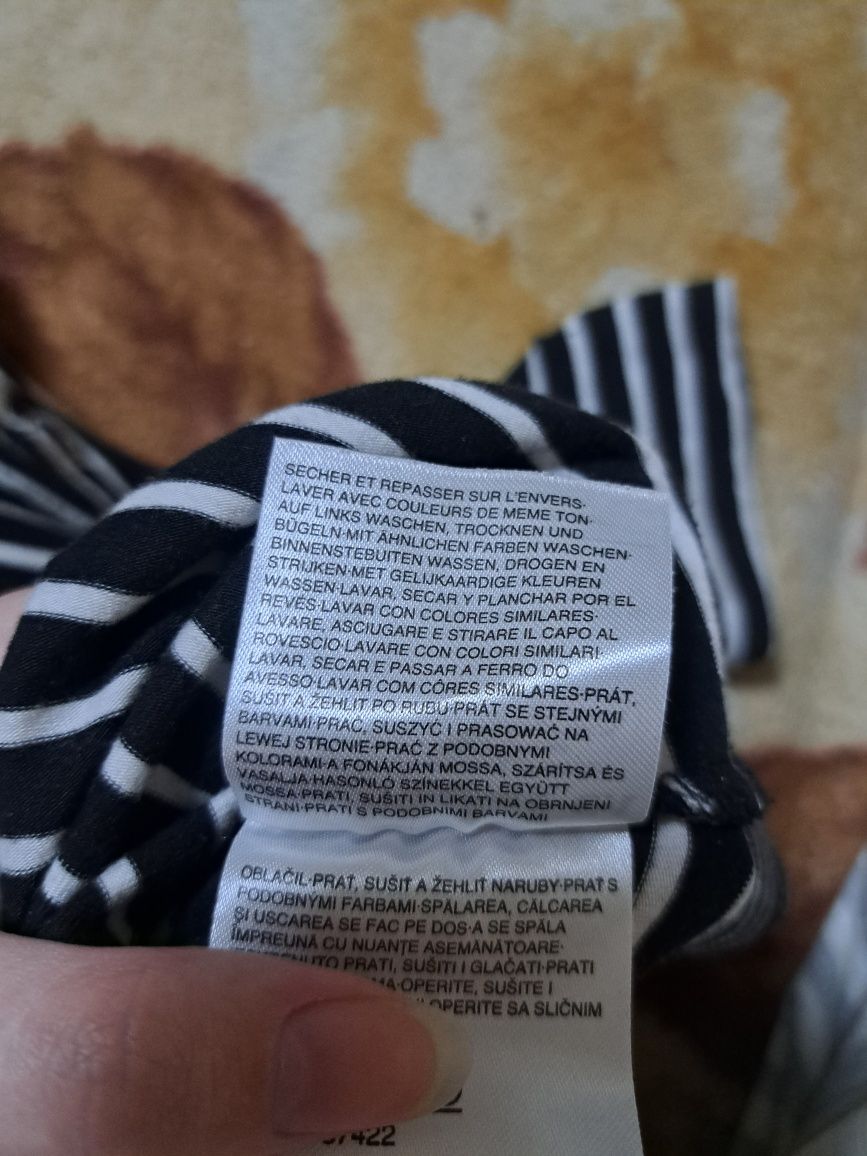 SECHER ET REPASSER SUR L'ENVERS·
LAVER AVEC COULEURS DE MEME TON·
AUF LINKS WASCHEN, TROCKNEN UND
BÜGELN·MIT ÄHNLICHEN FARBEN WASCHEN·
BINNENSTEBUITEN WASSEN, DROGEN EN
STRIJKEN·MET GELIJKAARDIGE KLEUREN
WASSEN·LAVAR, SECAR Y PLANCHAR POR EL
REVÉS·LAVAR CON COLORES SIMILARES·
LAVARE, ASCIUGARE E STIRARE IL CAPO AL
ROVESCIO·LAVARE CON COLORI SIMILARI·
LAVAR, SECAR E PASSAR A FERRO DO
AVESSO·LAVAR COM CÔRES SIMILARES·PRÁT,
SUŠIT A ŽEHLIT PO RUBU·PRÁT SE STEJNÝMI
BARVAMI·PRAĆ, SUSZYĆ I PRASOWAĆ NA
LEWEJ STRONIE·PRAĆ Z PODOBNYMI
KOLORAMI·A FONÁKJÁN MOSSA, SZÁRÍTSA ÉS
VASALJA·HASONLÓ SZÍNEKKEL EGYÜTT
MOSSA·PRATI, SUŠITI IN LIKATI NA OBRNJENI
STRANI·PRATI S PODOBNIMI BARVAMI
OBLAČIL·PRAŤ, SUŠIŤ A ŽEHLIŤ NARUBY·PRAŤ S
PODOBNÝMI FARBAMI·SPĂLAREA, CĂLCAREA
ŞI USCAREA SE FAC PE DOS·A SE SPĂLA
ÎMPREUNĂ CU NUANŢE ASEMĂNĂTOARE·
PRATI, SUŠITI I GLAČATI·PRATI
OPERITE, SUŠITE I
OPERITE SA SLIČNIM
7422